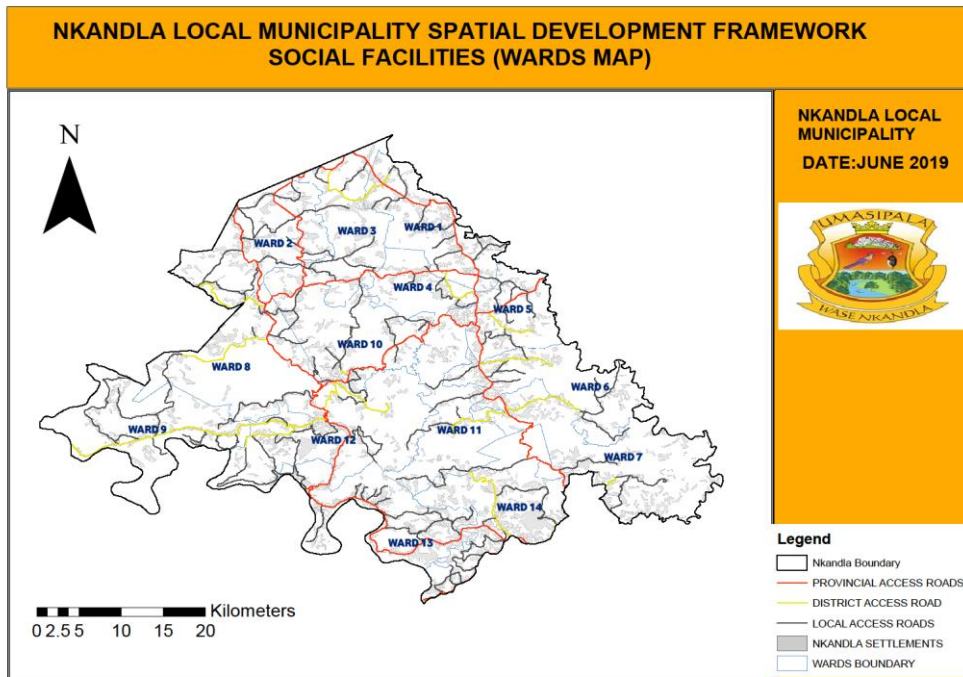 NKANDLA LOCAL MUNICIPALITY SPATIAL DEVELOPMENT FRAMEWORK
SOCIAL FACILITIES (WARDS MAP)
N
NKANDLA LOCAL
MUNICIPALITY
DATE:JUNE 2019
UMASIPALA
WASE NKANDLA
WARD 1
WARD 2
WARD 3
WARD 4
WARD 5
WARD 10
WARD 8
WARD 6
WARD 9
WARD 12
WARD 11
WARD 7
WARD 14
WARD 13
Kilometers
0 2.5 5 10 15 20
Legend
Nkandla Boundary
PROVINCIAL ACCESS ROADS
DISTRICT ACCESS ROAD
LOCAL ACCESS ROADS
NKANDLA SETTLEMENTS
WARDS BOUNDARY